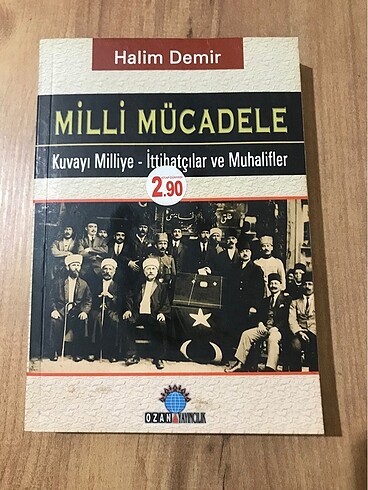 Halim Demir
MİLLİ MÜCADELE
Kuvayı Milliye - İttihatçılar ve Muhalifler
2.90
OZAN YAYINCILIK